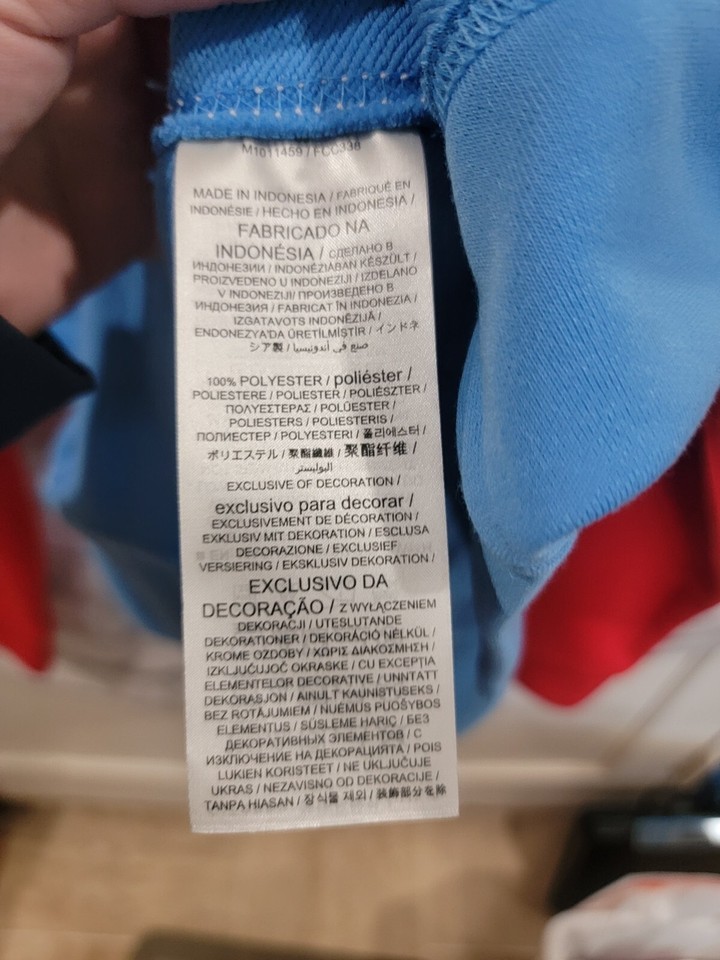 M1011459 / FCC338
MADE IN INDONESIA / FABRIQUÉ EN
INDONÉSIE / HECHO EN INDONESIA /
FABRICADO NA
INDONÉSIA / СДЕЛАНО В
ИНДОНЕЗИИ / INDONÉZIÁBAN KÉSZÜLT /
PROIZVEDENO U INDONEZIJI / IZDELANO
V INDONEZIJI/ ПРОИЗВЕДЕНО В
ИНДОНЕЗИЯ / FABRICAT ÎN INDONEZIA /
IZGATAVOTS INDONĒZIJĀ /
ENDONEZYA'DA ÜRETİLMİŞTİR / インドネ
シア製 / صنع في أندونيسيا
100% POLYESTER / poliéster /
POLIESTERE / POLIESTER / POLIÉSZTER /
ΠΟΛΥΕΣΤΕΡΑΣ / POLÜESTER /
POLIESTERS / POLIESTERIS /
ПОЛИЕСТЕР / POLYESTERI / 폴리에스터 /
ポリエステル / 聚酯纖維 / 聚酯纤维 /
البوليستر
EXCLUSIVE OF DECORATION /
exclusivo para decorar /
EXCLUSIVEMENT DE DÉCORATION /
EXKLUSIV MIT DEKORATION / ESCLUSA
DECORAZIONE / EXCLUSIEF
VERSIERING / EKSKLUSIV DEKORATION /
EXCLUSIVO DA
DECORAÇÃO / Z WYŁĄCZENIEM
DEKORACJI / UTESLUTANDE
DEKORATIONER / DEKORÁCIÓ NÉLKÜL /
KROME OZDOBY / ΧΩΡΙΣ ΔΙΑΚΟΣΜΗΣΗ /
IZKLJUČUJOČ OKRASKE / CU EXCEPȚIA
ELEMENTELOR DECORATIVE / UNNTATT
DEKORASJON / AINULT KAUNISTUSEKS /
BEZ ROTĀJUMIEM / NUĖMUS PUOŠYBOS
ELEMENTUS / SÜSLEME HARİÇ / БЕЗ
ДЕКОРАТИВНЫХ ЭЛЕМЕНТОВ / С
ИЗКЛЮЧЕНИЕ НА ДЕКОРАЦИЯТА / POIS
LUKIEN KORISTEET / NE UKLJUČUJE
UKRAS / NEZAVISNO OD DEKORACIJE /
TANPA HIASAN / 장식물 제외 / 装飾部分を除